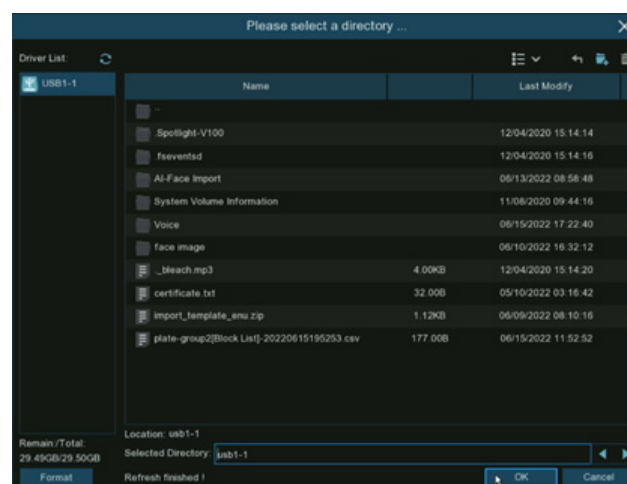 Please select a directory ...
Driver List:
USB1-1
Name
Last Modify
..
.Spotlight-V100 12/04/2020 15:14:14
.fseventsd 12/04/2020 15:14:16
AI-Face Import 06/13/2022 08:58:48
System Volume Information 11/08/2020 09:44:16
Voice 06/15/2022 17:22:40
face image 06/10/2022 16:32:12
._bleach.mp3 4.00KB 12/04/2020 15:14:20
certificate.txt 32.00B 05/10/2022 03:16:42
import_template_enu.zip 1.12KB 06/09/2022 08:10:16
plate-group2[Block List]-20220615195253.csv 177.00B 06/15/2022 11:52:52
Location: usb1-1
Remain:/Total:
29.49GB/29.50GB
Selected Directory: usb1-1
Format
Refresh finished !
OK
Cancel